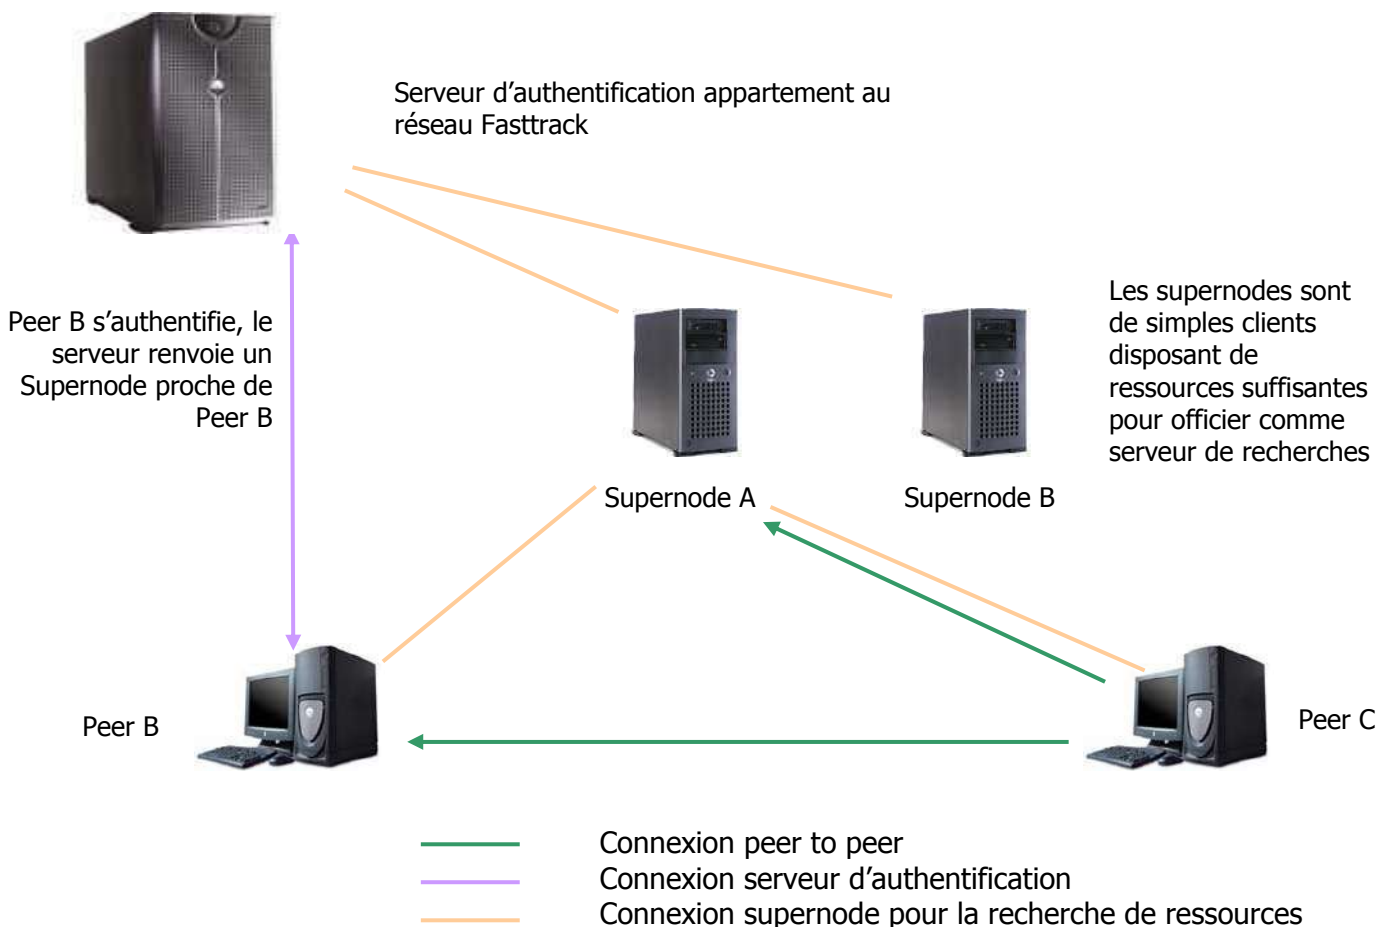 Serveur d’authentification appartement au
réseau Fasttrack
Peer B s’authentifie, le
serveur renvoie un
Supernode proche de
Peer B
Les supernodes sont
de simples clients
disposant de
ressources suffisantes
pour officier comme
serveur de recherches
Supernode A
Supernode B
Peer B
Peer C
Connexion peer to peer
Connexion serveur d’authentification
Connexion supernode pour la recherche de ressources